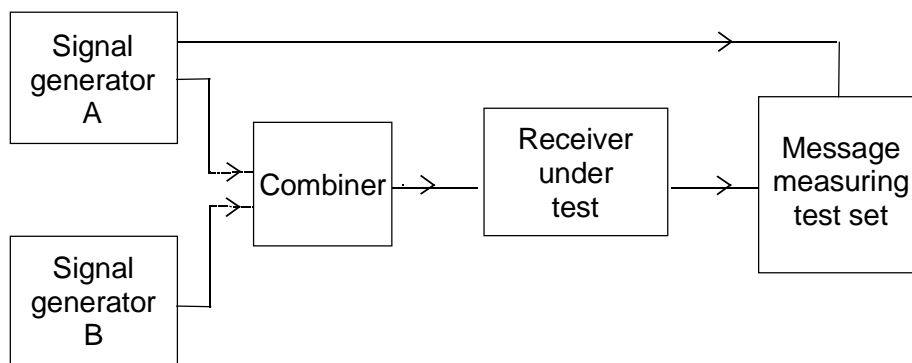 Signal
generator
A
Combiner
Receiver
under
test
Message
measuring
test set
Signal
generator
B